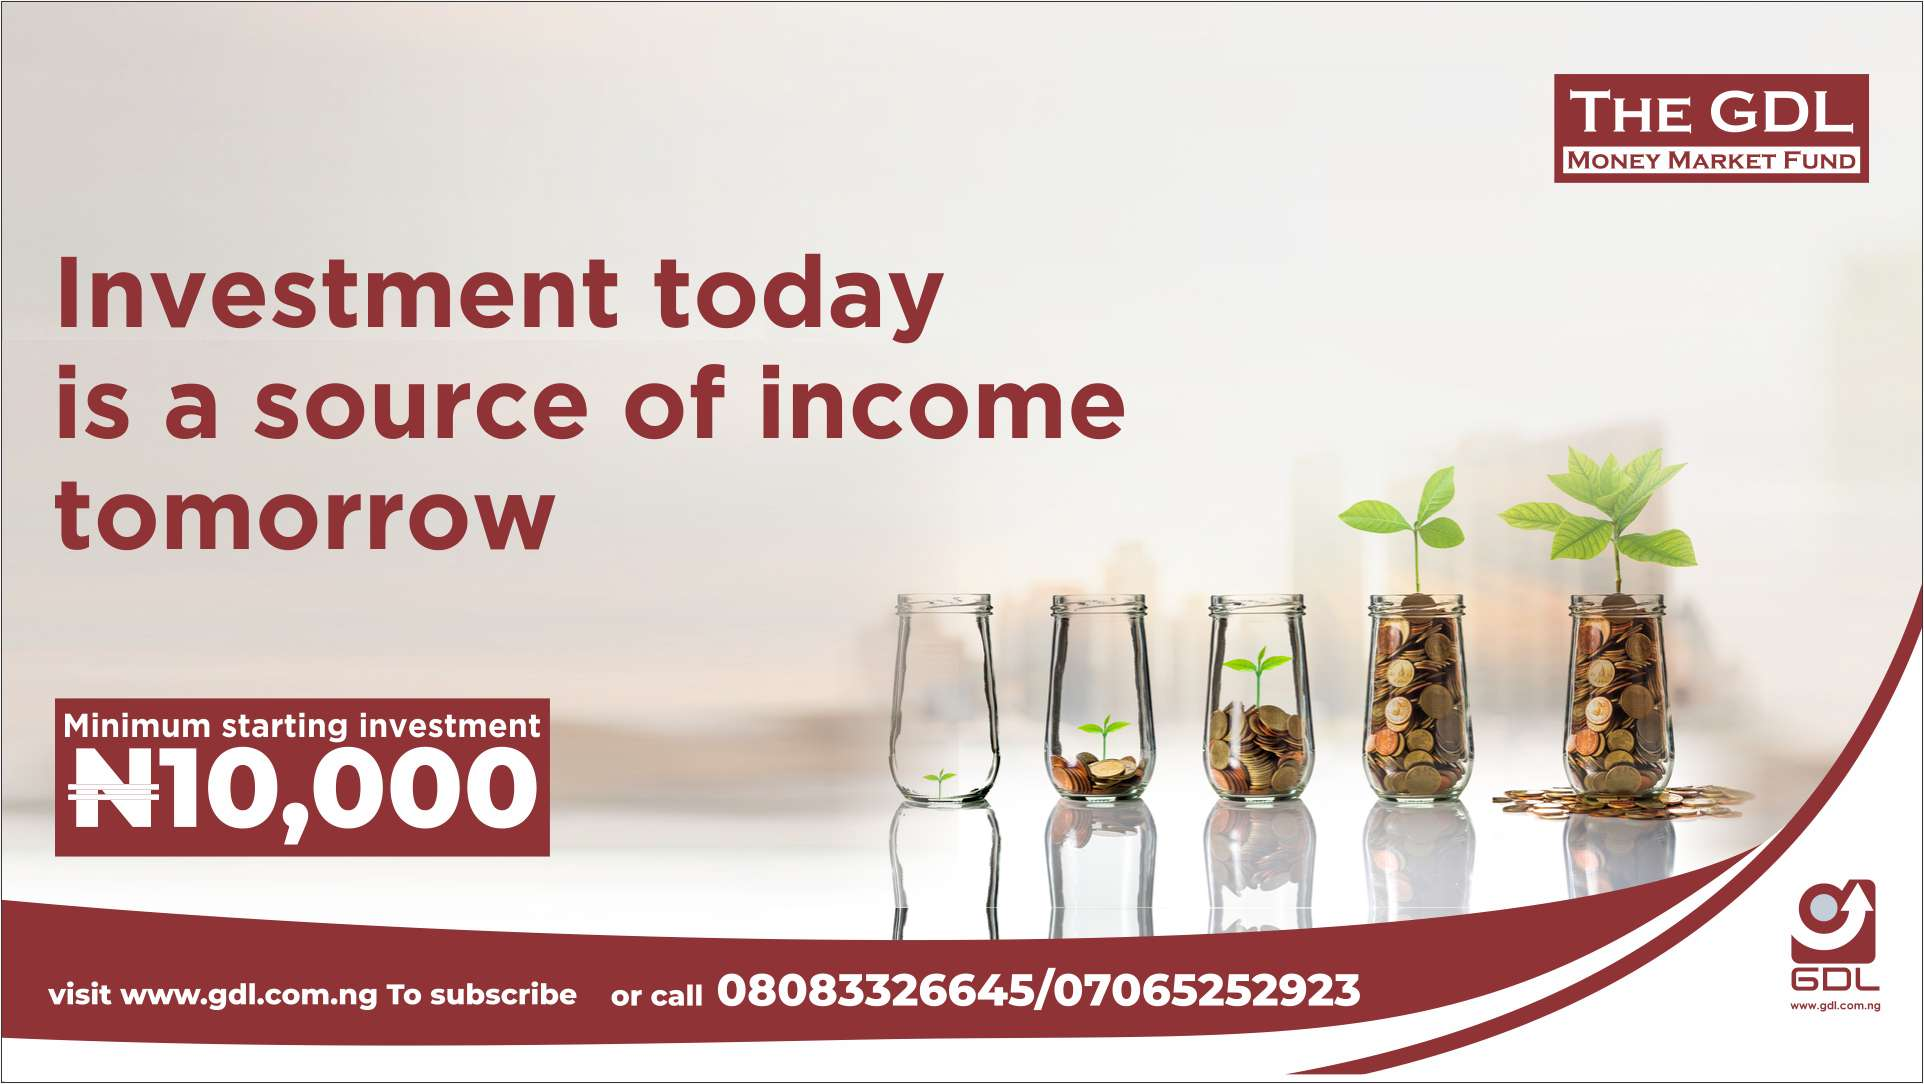 THE GDL
MONEY MARKET FUND
Investment today
is a source of income
tomorrow
Minimum starting investment
₦10,000
visit www.gdl.com.ng To subscribe or call 08083326645/07065252923
GDL
www.gdl.com.ng